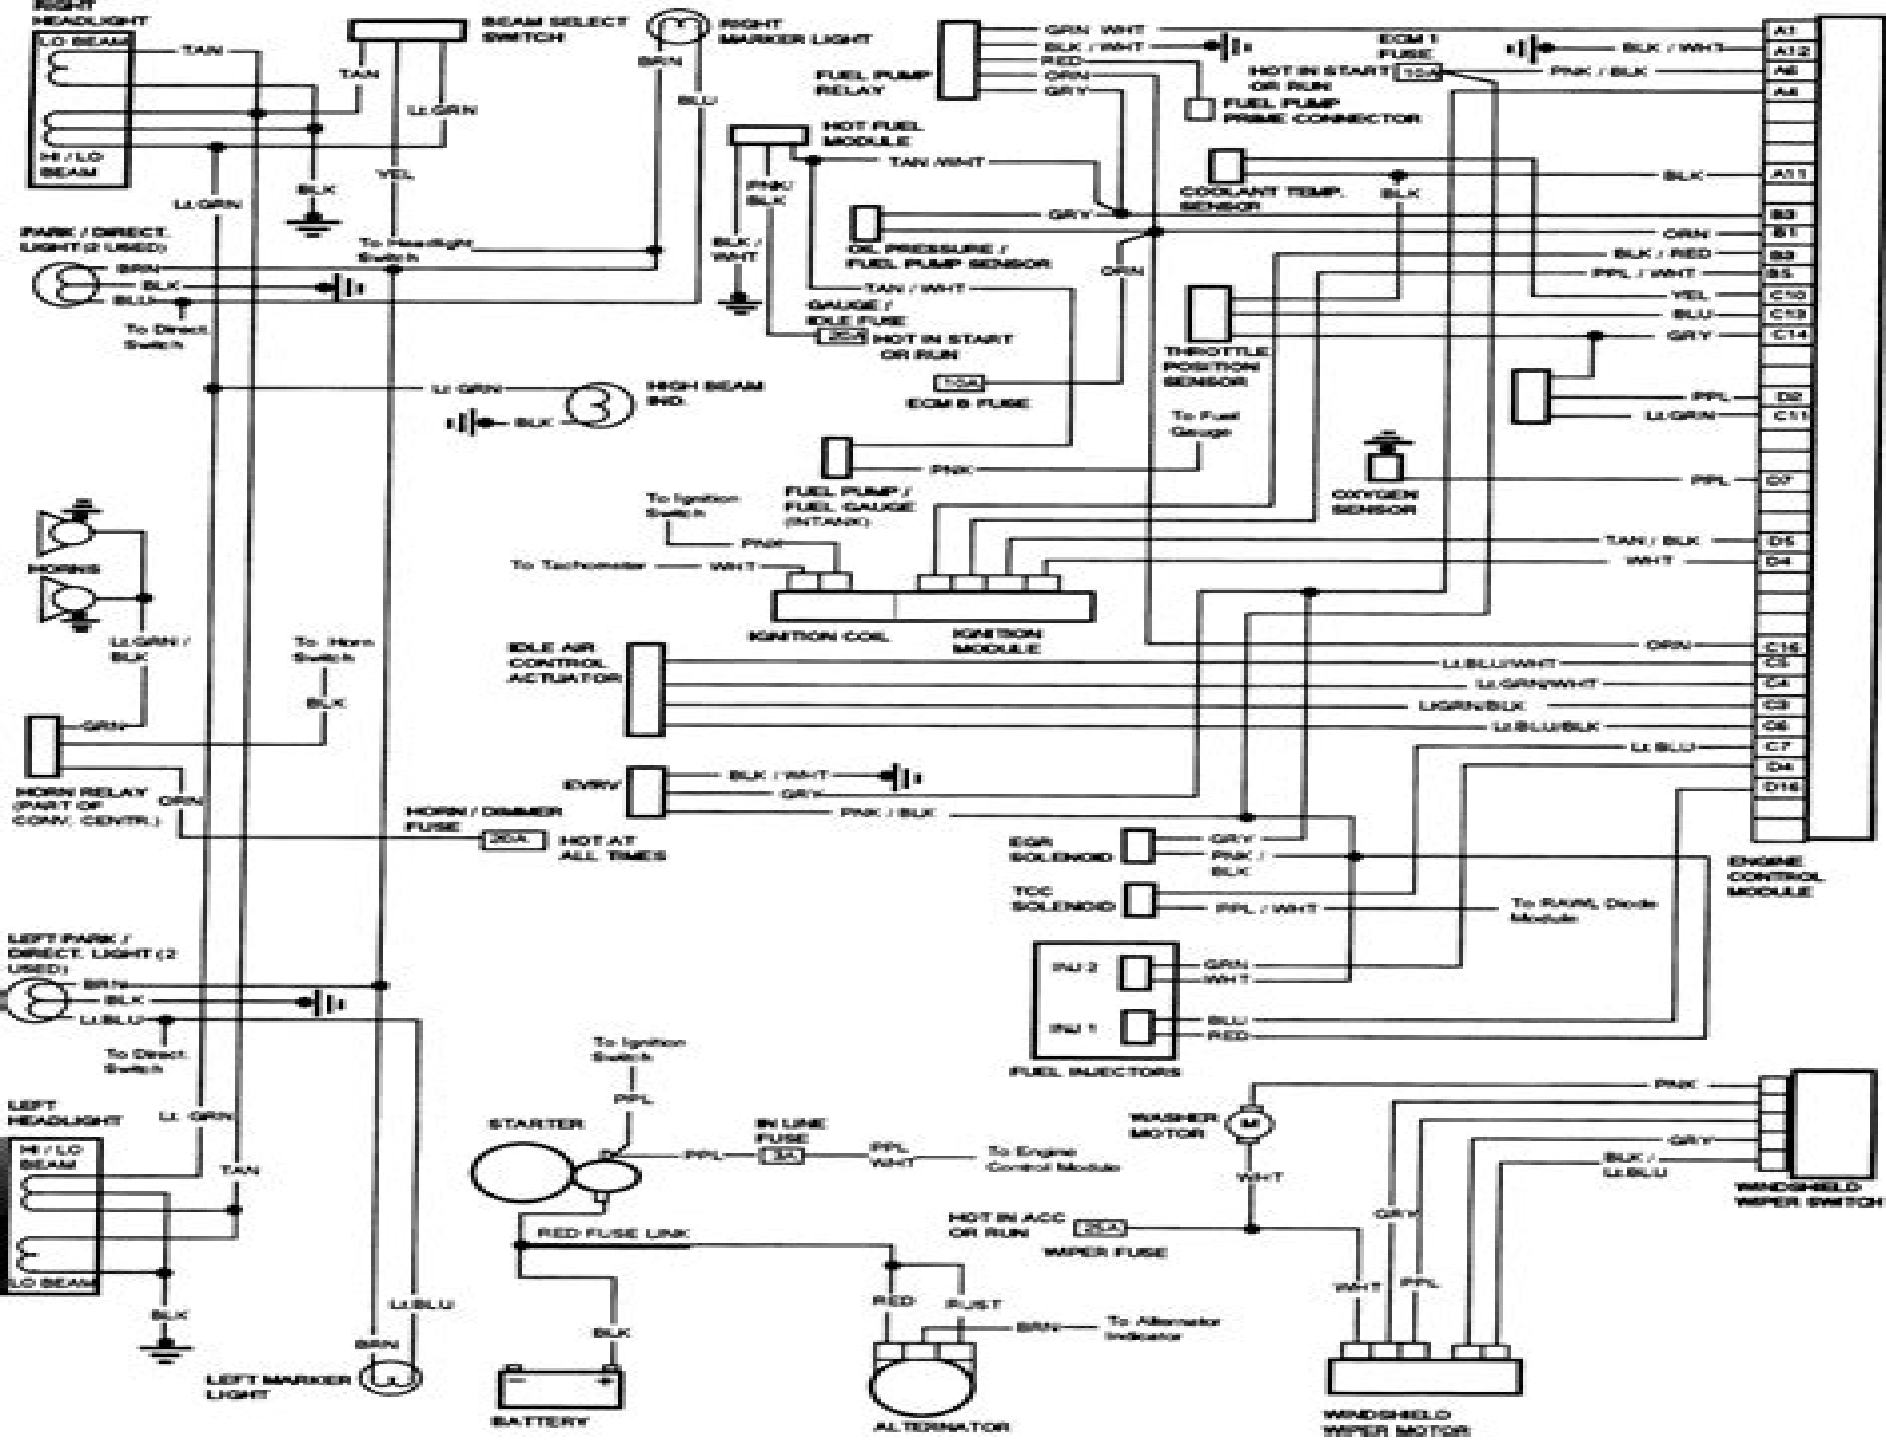 RIGHT
HEADLIGHT
LO BEAM
HI / LO
BEAM
TAN
TAN
BEAM SELECT
SWITCH
Lt.GRN
YEL
Lt.GRN
BLK
RIGHT
MARKER LIGHT
BRN
BLU
PARK / DIRECT.
LIGHT (2 USED)
BRN
BLK
BLU
To Direct.
Switch
To Headlight
Switch
Lt GRN
HIGH BEAM
IND.
BLK
FUEL PUMP
RELAY
GRN WHT
BLK / WHT
RED
ORN
GRY
ECM 1
FUSE
HOT IN START
OR RUN
10A
FUEL PUMP
PRIME CONNECTOR
BLK / WHT
PNK / BLK
A1
A12
A6
A4
HOT FUEL
MODULE
TAN /WHT
PNK/
BLK
BLK /
WHT
COOLANT TEMP.
SENSOR
BLK
BLK
A11
GRY
OIL PRESSURE /
FUEL PUMP SENSOR
ORN
B1
BLK / RED
PPL / WHT
B5
YEL
C10
BLU
C13
GRY
C14
ORN
TAN / WHT
GAUGE /
IDLE FUSE
20A
HOT IN START
OR RUN
10A
ECM B FUSE
THROTTLE
POSITION
SENSOR
PPL
D2
Lt.GRN
C11
To Fuel
Gauge
PNK
FUEL PUMP /
FUEL GAUGE
(INTANK)
OXYGEN
SENSOR
PPL
D7
To Ignition
Switch
PNK
To Tachometer
WHT
IGNITION COIL
IGNITION
MODULE
TAN / BLK
D5
WHT
D4
HORNS
Lt.GRN /
BLK
To Horn
Switch
BLK
GRN
HORN RELAY
(PART OF
CONV. CENTR.)
ORN
HORN / DIMMER
FUSE
20A
HOT AT
ALL TIMES
IDLE AIR
CONTROL
ACTUATOR
ORN
C16
Lt.BLU/WHT
C5
Lt.GRN/WHT
C4
LtGRN/BLK
C3
Lt.BLU/BLK
C6
Lt.BLU
C7
D4
D16
EVRV
BLK / WHT
GRY
PNK / BLK
EGR
SOLENOID
GRY
PNK /
BLK
TCC
SOLENOID
PPL / WHT
To RAWL Diode
Module
ENGINE
CONTROL
MODULE
LEFT PARK /
DIRECT. LIGHT (2
USED)
BRN
BLK
Lt.BLU
To Direct.
Switch
INJ 2
GRN
WHT
INJ 1
BLU
RED
FUEL INJECTORS
LEFT
HEADLIGHT
HI / LO
BEAM
LO BEAM
Lt. GRN
TAN
BLK
BRN
Lt.BLU
LEFT MARKER
LIGHT
To Ignition
Switch
PPL
STARTER
PPL
IN LINE
FUSE
3A
PPL
WHT
To Engine
Control Module
RED FUSE LINK
BLK
BATTERY
RED
RUST
BRN
To Alternator
Indicator
ALTERNATOR
WASHER
MOTOR
M
PNK
WHT
HOT IN ACC
OR RUN
25A
WIPER FUSE
GRY
BLK /
Lt.BLU
WINDSHIELD
WIPER SWITCH
GRY
WHT
PPL
WINDSHIELD
WIPER MOTOR